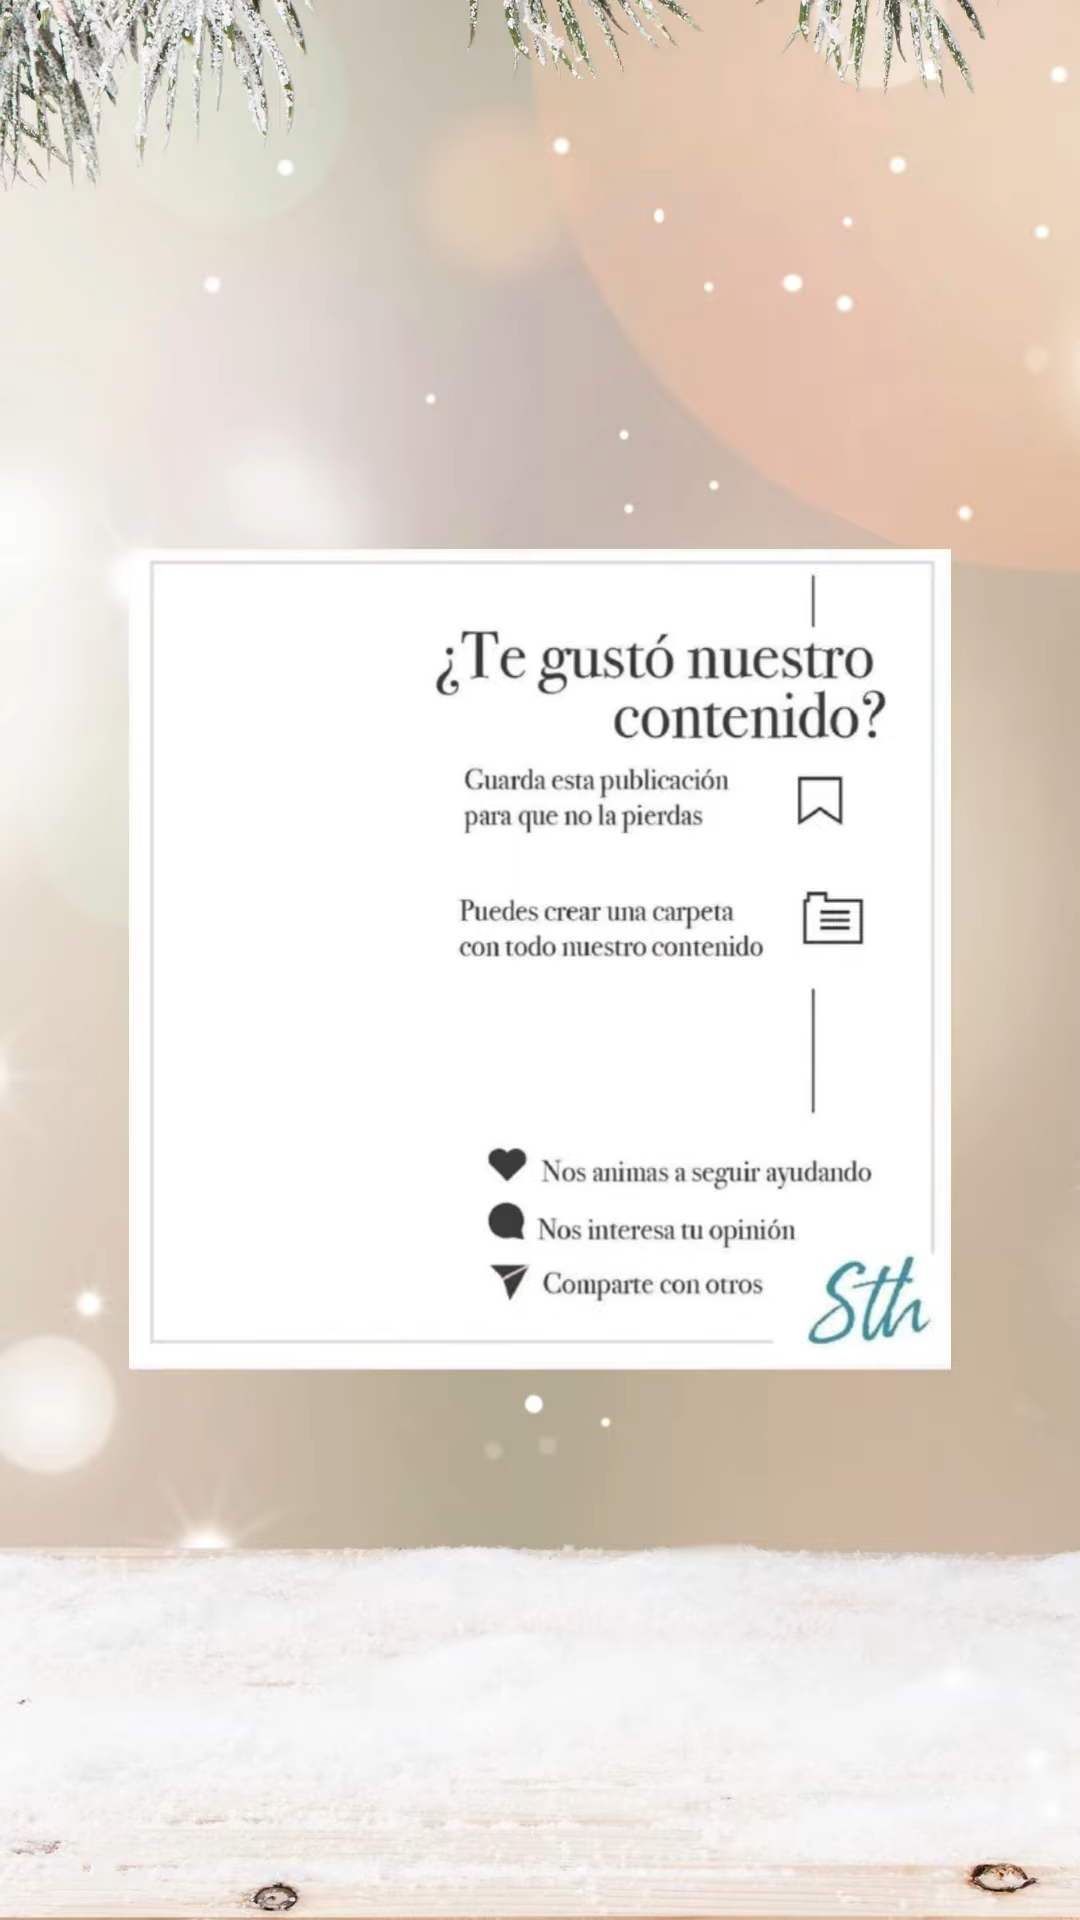 ¿Te gustó nuestro
contenido?
Guarda esta publicación
para que no la pierdas
Puedes crear una carpeta
con todo nuestro contenido
Nos animas a seguir ayudando
Nos interesa tu opinión
Comparte con otros
Sth